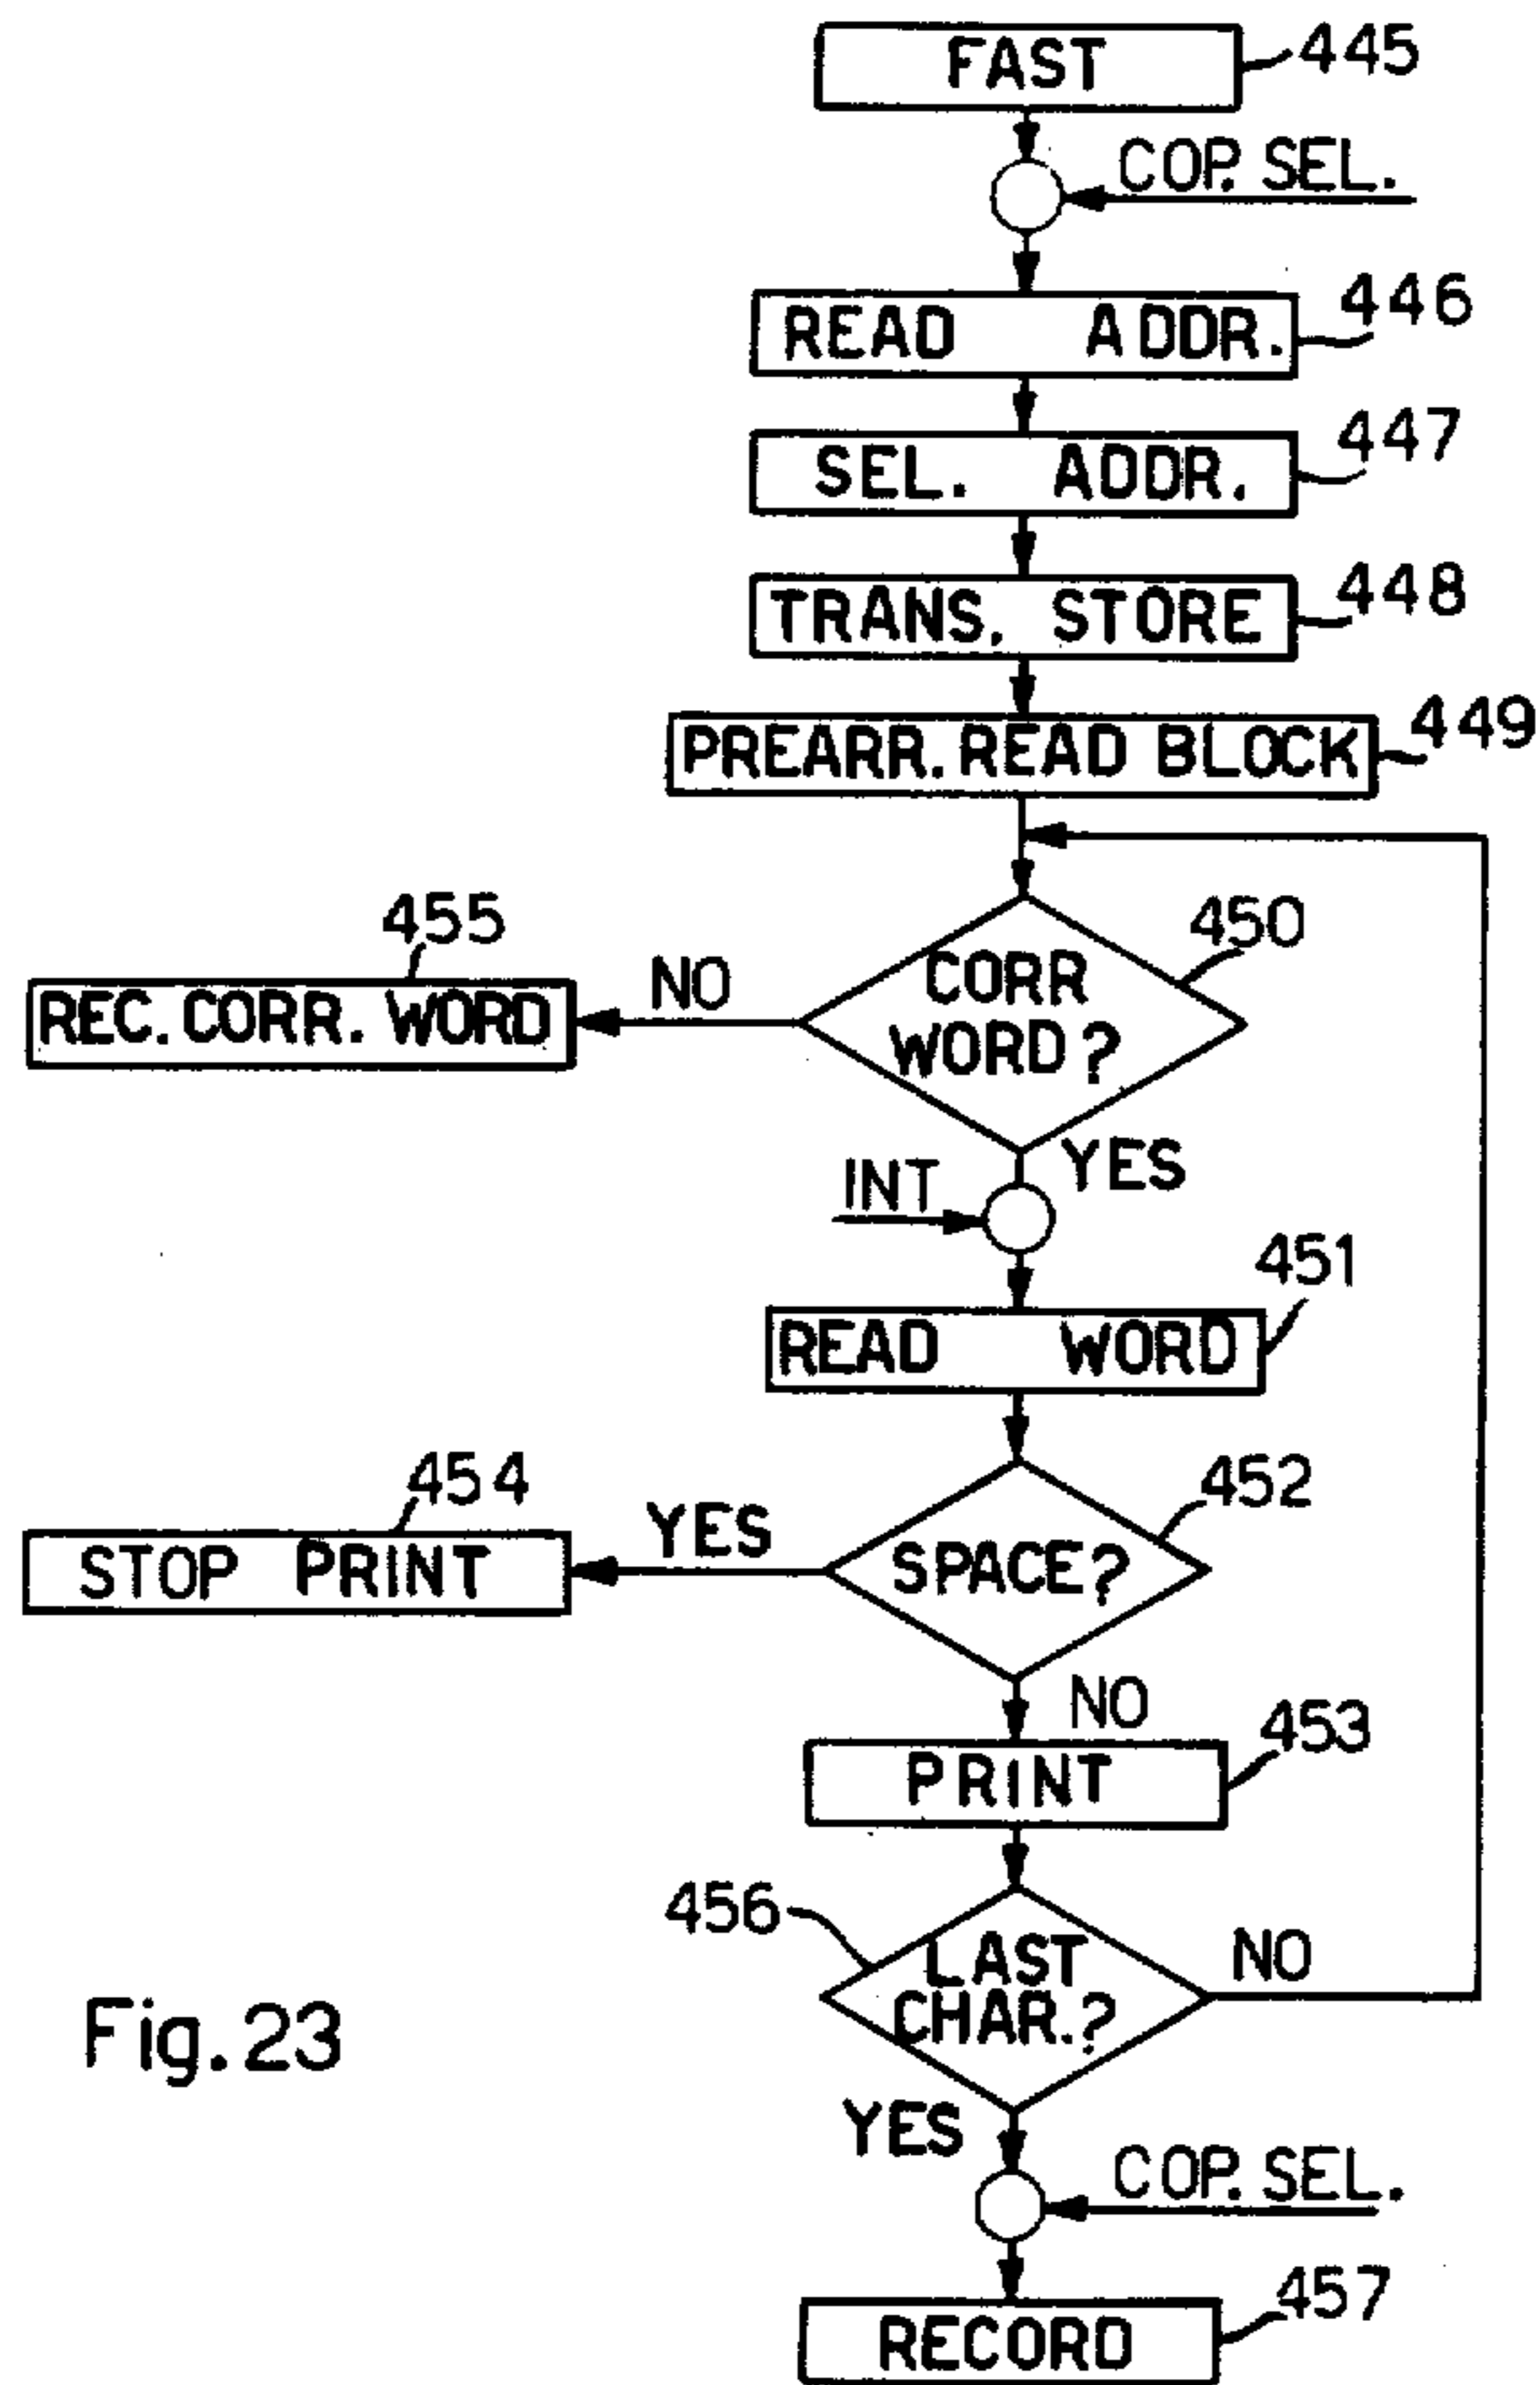 FAST
445
COP. SEL.
READ ADDR.
446
SEL. ADDR.
447
TRANS. STORE
448
PREARR. READ BLOCK
449
455
450
REC. CORR. WORD
NO
CORR
WORD?
YES
INT
451
READ WORD
454
452
STOP PRINT
YES
SPACE?
NO
453
PRINT
456
LAST
CHAR.?
NO
Fig. 23
YES
COP. SEL.
457
RECORD